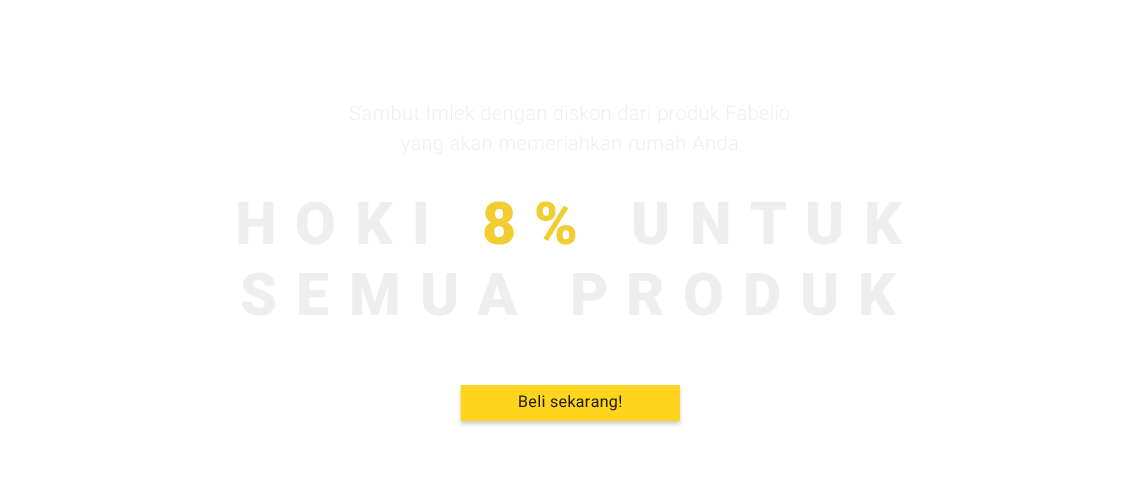 Sambut Imlek dengan diskon dari produk Fabelio
yang akan memeriahkan rumah Anda
HOKI 8% UNTUK
SEMUA PRODUK
Beli sekarang!